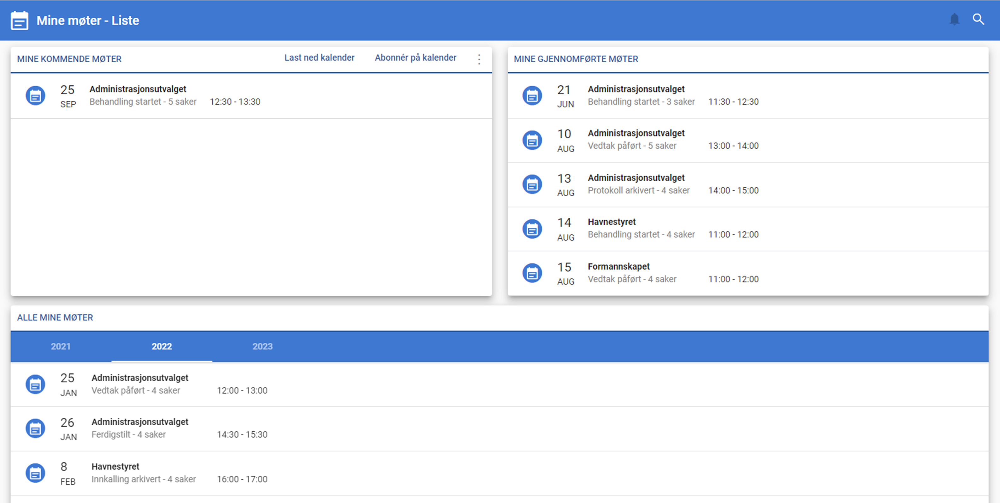 Mine møter - Liste
MINE KOMMENDE MØTER
Last ned kalender
Abonnér på kalender
25 SEP
Administrasjonsutvalget
Behandling startet - 5 saker 12:30 - 13:30
MINE GJENNOMFØRTE MØTER
21 JUN
Administrasjonsutvalget
Behandling startet - 3 saker 11:30 - 12:30
10 AUG
Administrasjonsutvalget
Vedtak påført - 5 saker 13:00 - 14:00
13 AUG
Administrasjonsutvalget
Protokoll arkivert - 4 saker 14:00 - 15:00
14 AUG
Havnestyret
Behandling startet - 4 saker 11:00 - 12:00
15 AUG
Formannskapet
Vedtak påført - 4 saker 11:00 - 12:00
ALLE MINE MØTER
2021 2022 2023
25 JAN
Administrasjonsutvalget
Vedtak påført - 4 saker 12:00 - 13:00
26 JAN
Administrasjonsutvalget
Ferdigstilt - 4 saker 14:30 - 15:30
8 FEB
Havnestyret
Innkalling arkivert - 4 saker 16:00 - 17:00